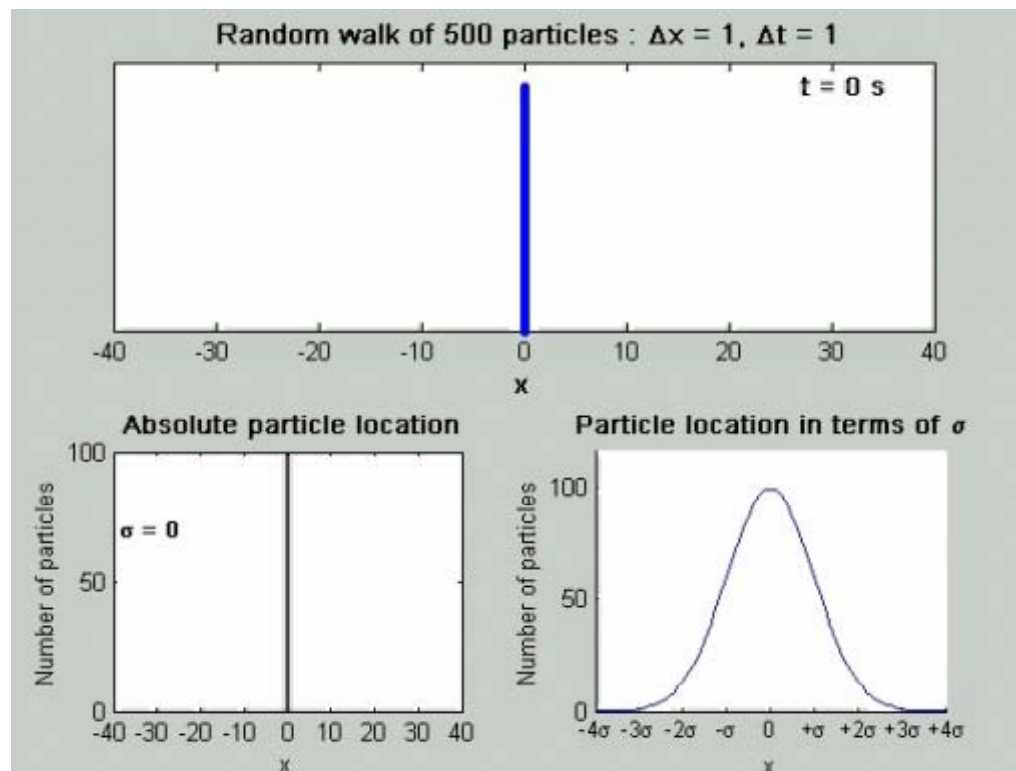 Random walk of 500 particles : Δx = 1, Δt = 1
t = 0 s
-40 -30 -20 -10 0 10 20 30 40
x
Absolute particle location
100
50
0
Number of particles
σ = 0
-40 -30 -20 -10 0 10 20 30 40
x
Particle location in terms of σ
100
50
0
Number of particles
-4σ -3σ -2σ -σ 0 +σ +2σ +3σ +4σ
x